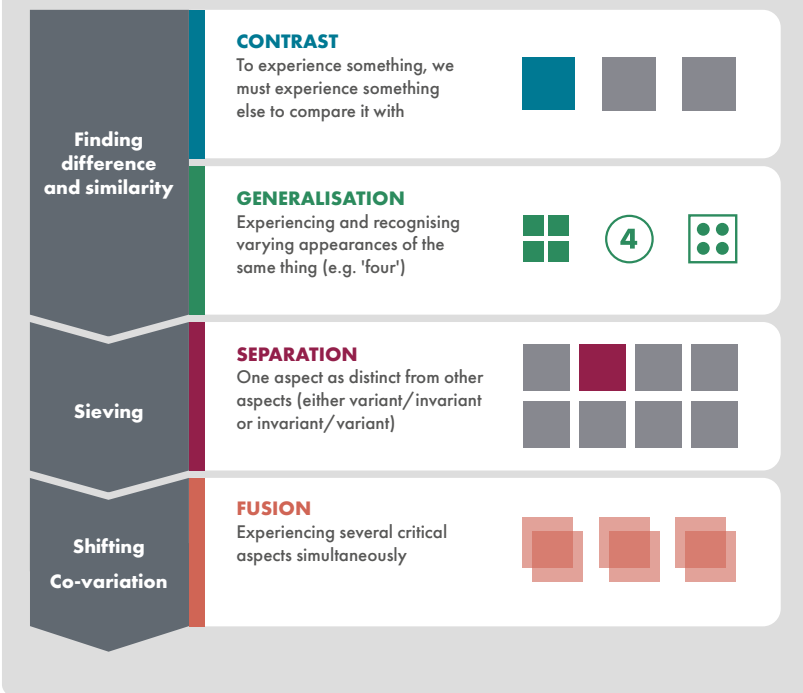 Finding
difference
and similarity
CONTRAST
To experience something, we
must experience something
else to compare it with
GENERALISATION
Experiencing and recognising
varying appearances of the
same thing (e.g. 'four')
4
Sieving
SEPARATION
One aspect as distinct from other
aspects (either variant/invariant
or invariant/variant)
Shifting
Co-variation
FUSION
Experiencing several critical
aspects simultaneously